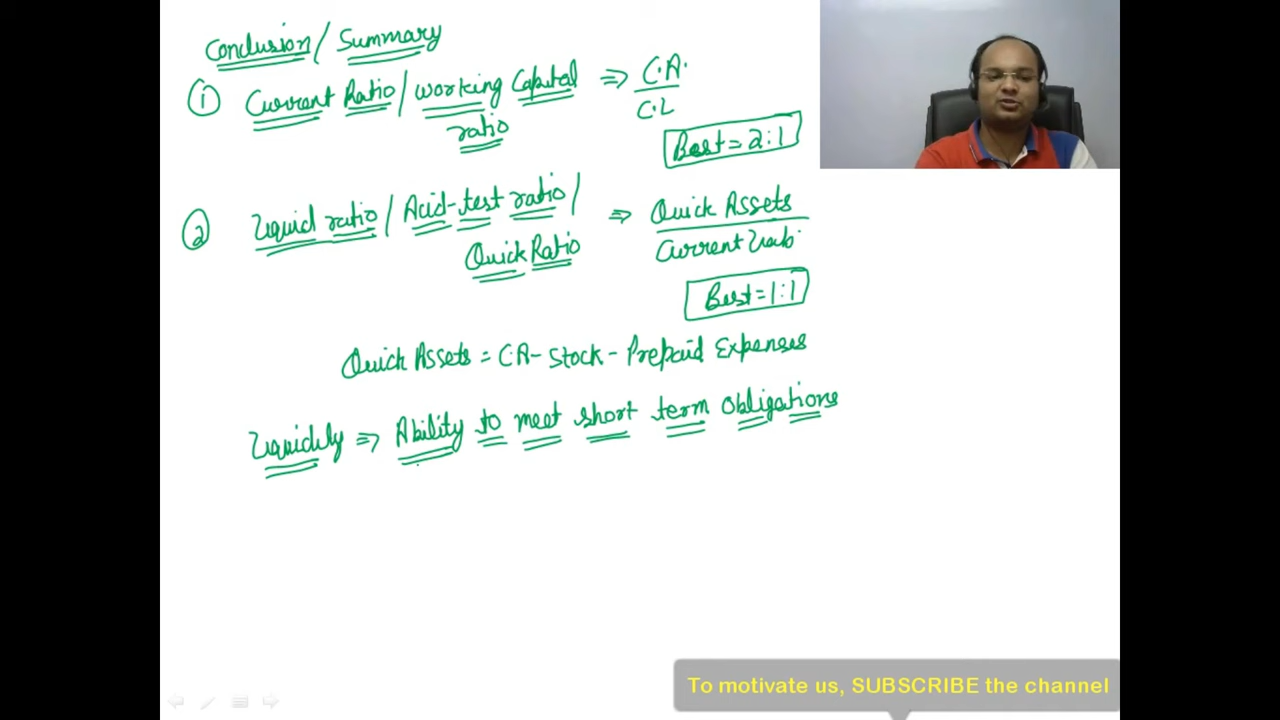 Conclusion / Summary
① Current Ratio / Working Capital ratio ⇒ C.A. / C.L
Best = 2:1
② Liquid ratio / Acid-test ratio / Quick Ratio ⇒ Quick Assets / Current Liab.
Best = 1:1
Quick Assets = C.A - Stock - Prepaid Expenses
Liquidity ⇒ Ability to meet short term obligations
To motivate us, SUBSCRIBE the channel